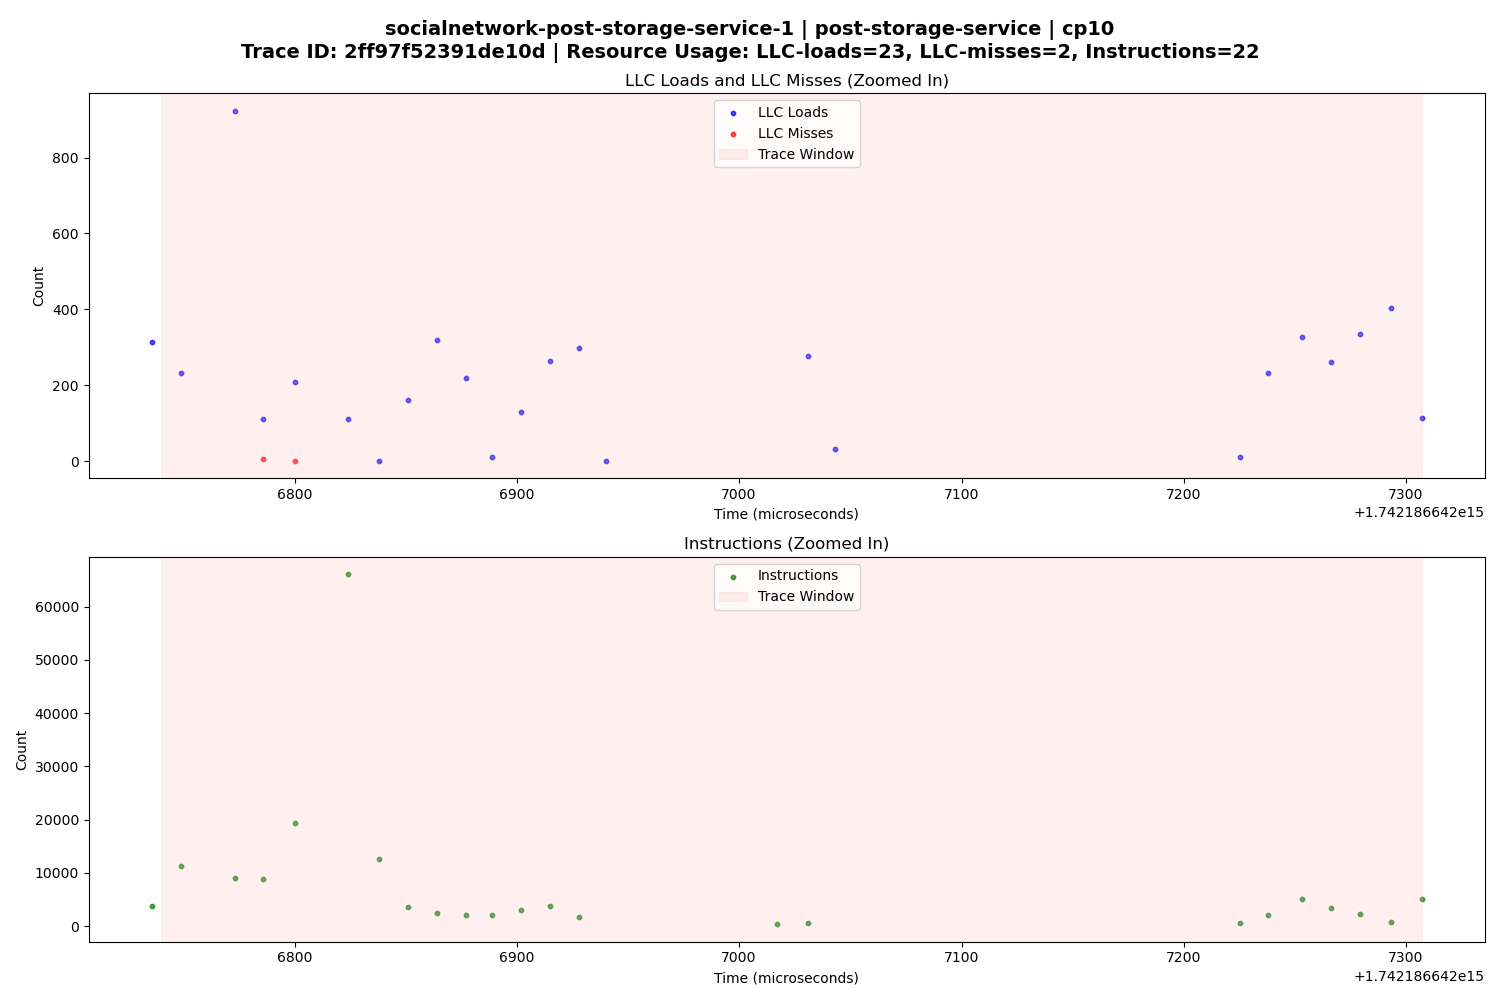 socialnetwork-post-storage-service-1 | post-storage-service | cp10
Trace ID: 2ff97f52391de10d | Resource Usage: LLC-loads=23, LLC-misses=2, Instructions=22
LLC Loads and LLC Misses (Zoomed In)
LLC Loads
LLC Misses
Trace Window
800
600
400
200
0
Count
6800 6900 7000 7100 7200 7300
Time (microseconds)
+1.742186642e15
Instructions (Zoomed In)
Instructions
Trace Window
60000
50000
40000
30000
20000
10000
0
Count
6800 6900 7000 7100 7200 7300
Time (microseconds)
+1.742186642e15